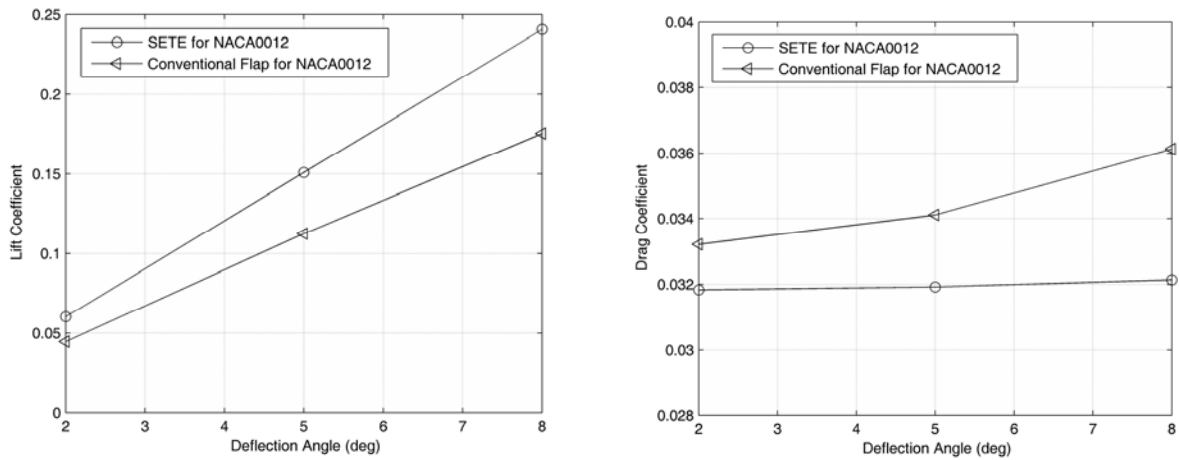 0.25
0.2
0.15
0.1
0.05
0
Lift Coefficient
SETE for NACA0012
Conventional Flap for NACA0012
2 3 4 5 6 7 8
Deflection Angle (deg)
0.04
0.038
0.036
0.034
0.032
0.03
0.028
Drag Coefficient
SETE for NACA0012
Conventional Flap for NACA0012
2 3 4 5 6 7 8
Deflection Angle (deg)